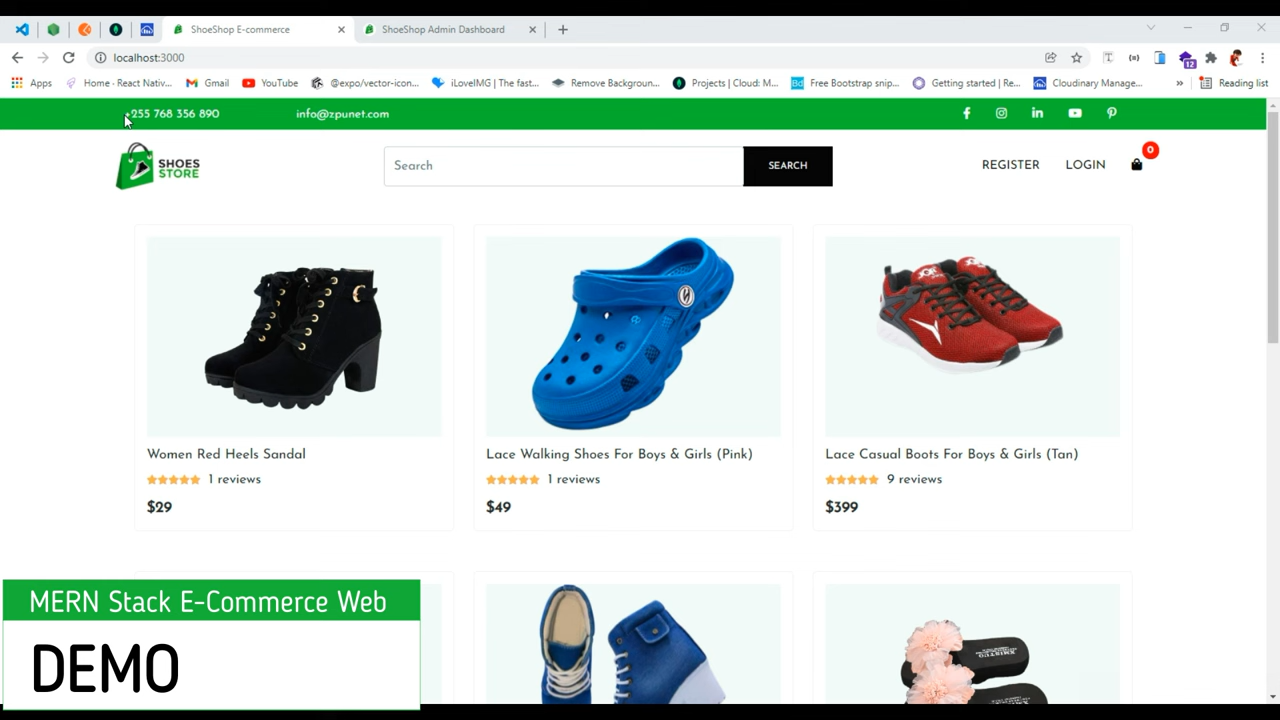 ShoeShop E-commerce
ShoeShop Admin Dashboard
localhost:3000
12
Apps
Home - React Nativ...
Gmail
YouTube
@expo/vector-icon...
iLoveIMG | The fast...
Remove Backgroun...
Projects | Cloud: M...
Bd
Free Bootstrap snip...
Getting started | Re...
Cloudinary Manage...
»
Reading list
+255 768 356 890
info@zpunet.com
SHOES
STORE
Search
SEARCH
REGISTER
LOGIN
0
Women Red Heels Sandal
1 reviews
$29
Lace Walking Shoes For Boys & Girls (Pink)
1 reviews
$49
Lace Casual Boots For Boys & Girls (Tan)
9 reviews
$399
MERN Stack E-Commerce Web
DEMO